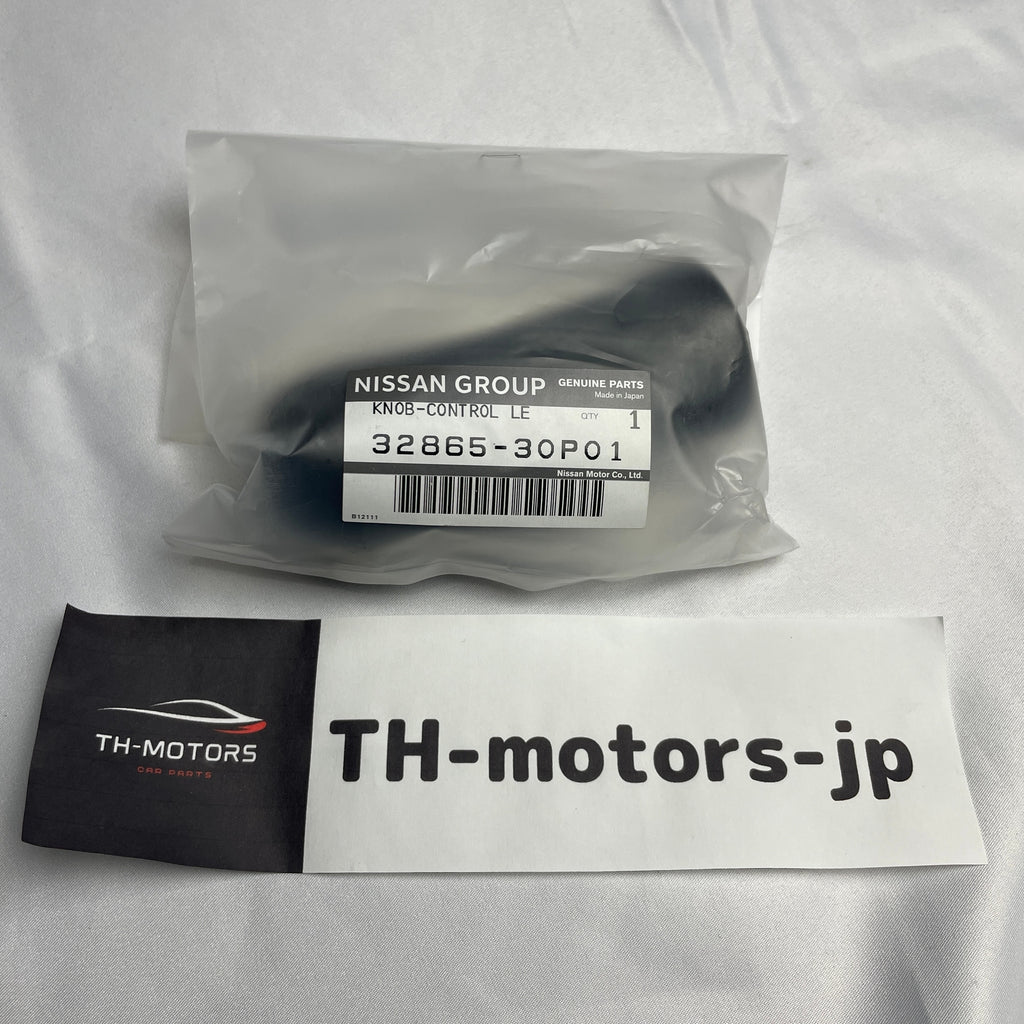 NISSAN GROUP GENUINE PARTS
Made in Japan
KNOB-CONTROL LE QTY 1
32865-30P01
Nissan Motor Co., Ltd.
B12111
TH-MOTORS
CAR PARTS
TH-motors-jp